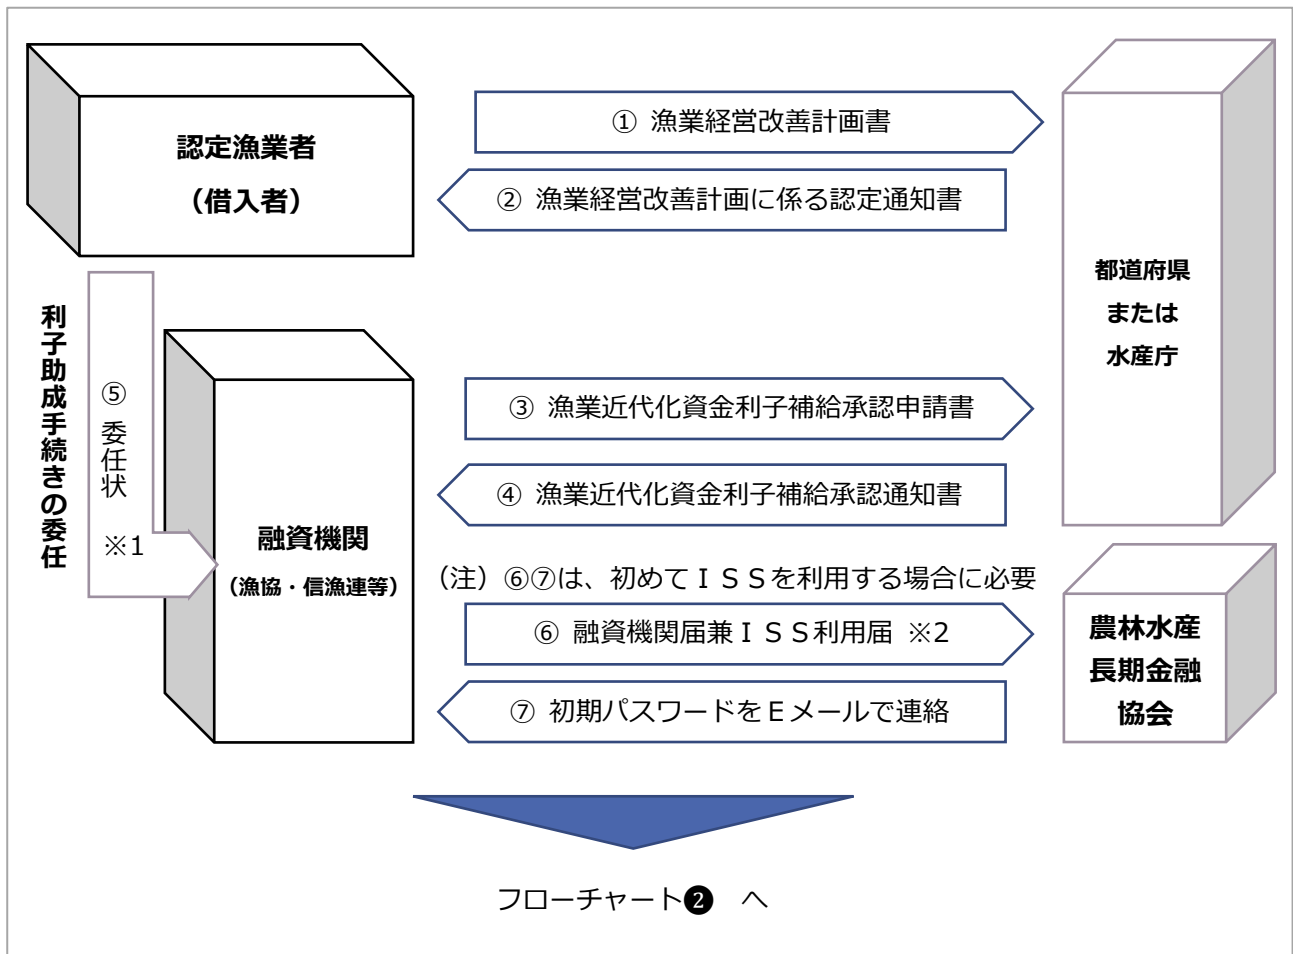 認定漁業者
(借入者)
① 漁業経営改善計画書
② 漁業経営改善計画に係る認定通知書
都道府県
または
水産庁
利子助成手続きの委任
⑤委任状
※1
融資機関
(漁協・信漁連等)
③ 漁業近代化資金利子補給承認申請書
④ 漁業近代化資金利子補給承認通知書
(注)⑥⑦は、初めてISSを利用する場合に必要
⑥ 融資機関届兼ISS利用届 ※2
⑦ 初期パスワードをEメールで連絡
農林水産
長期金融
協会
フローチャート❷ へ